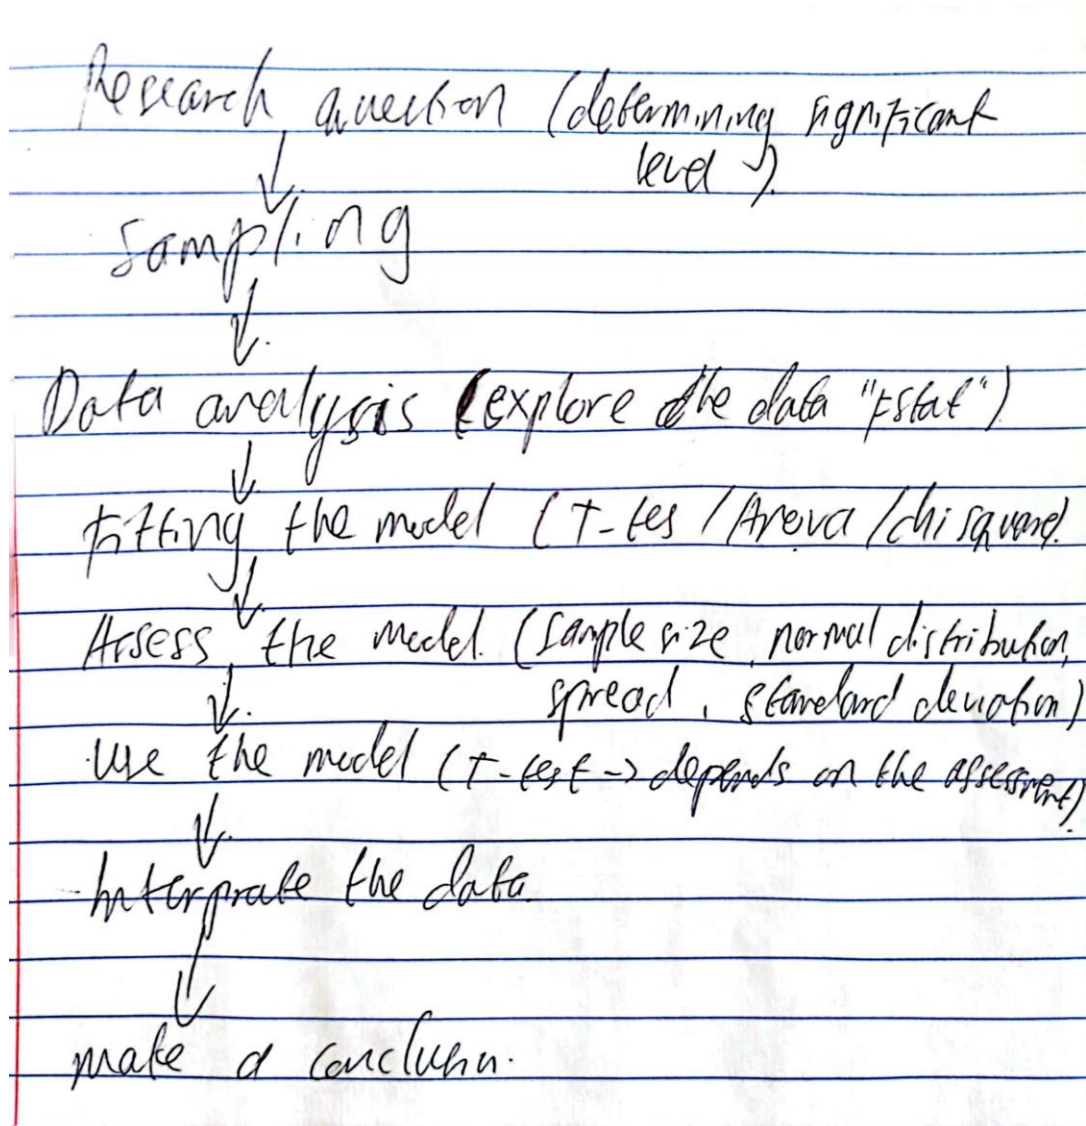 Research question (determining significant
level).
sampling
Data analysis (explore the data "fstat")
Fitting the model (T-tes / Anova / chi square).
Assess the model. (sample size, normal distribution,
spread, standard deviation)
Use the model (T-test -> depends on the assessment).
- Interprate the data.
make a conclusion.